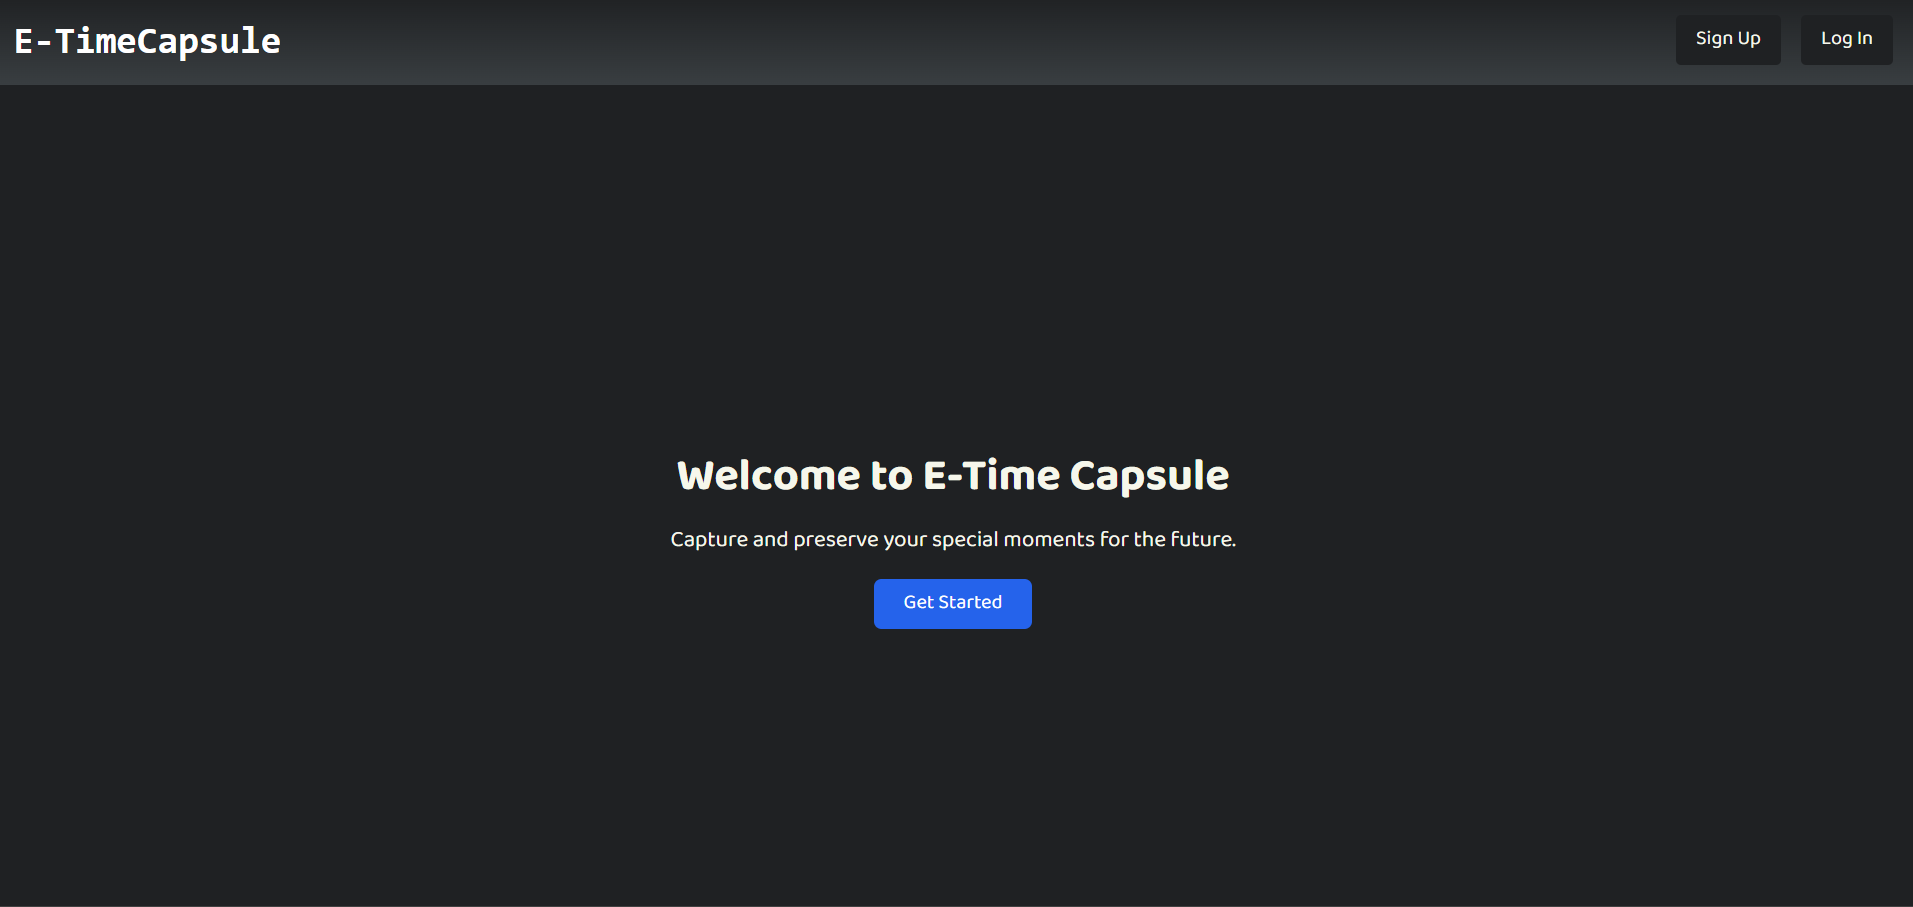 E-TimeCapsule
Sign Up
Log In
Welcome to E-Time Capsule
Capture and preserve your special moments for the future.
Get Started